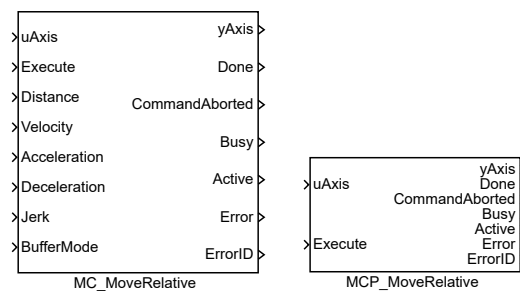 uAxis
Execute
Distance
Velocity
Acceleration
Deceleration
Jerk
BufferMode
yAxis
Done
CommandAborted
Busy
Active
Error
ErrorID
MC_MoveRelative
uAxis
Execute
yAxis
Done
CommandAborted
Busy
Active
Error
ErrorID
MCP_MoveRelative